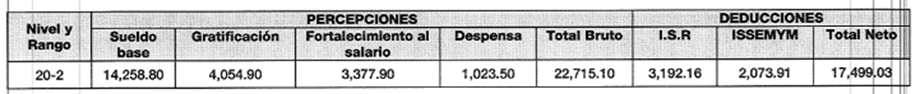 Nivel y Rango PERCEPCIONES DEDUCCIONES
Sueldo base Gratificación Fortalecimiento al salario Despensa Total Bruto I.S.R ISSEMYM Total Neto
20-2 14,258.80 4,054.90 3,377.90 1,023.50 22,715.10 3,192.16 2,073.91 17,499.03